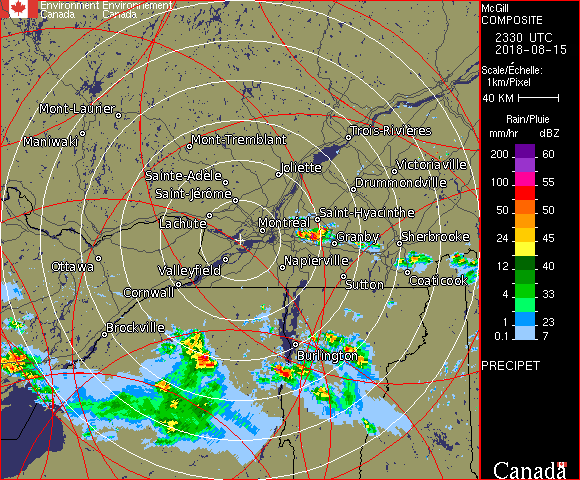 Environment Environnement
Canada Canada
McGill
COMPOSITE
2330 UTC
2018-08-15
Scale/Échelle:
1km/Pixel
40 KM
Rain/Pluie
mm/hr dBZ
200 60
100 55
50 50
24 45
12 40
4 33
1 23
0.1 7
PRECIPET
Canada
Mont-Laurier
Maniwaki
Mont-Tremblant
Trois-Rivières
Sainte-Adèle
Joliette
Victoriaville
Saint-Jérôme
Drummondville
Lachute
Montréal
Saint-Hyacinthe
Granby
Sherbrooke
Ottawa
Valleyfield
Napierville
Cornwall
Sutton
Coaticook
Brockville
Burlington